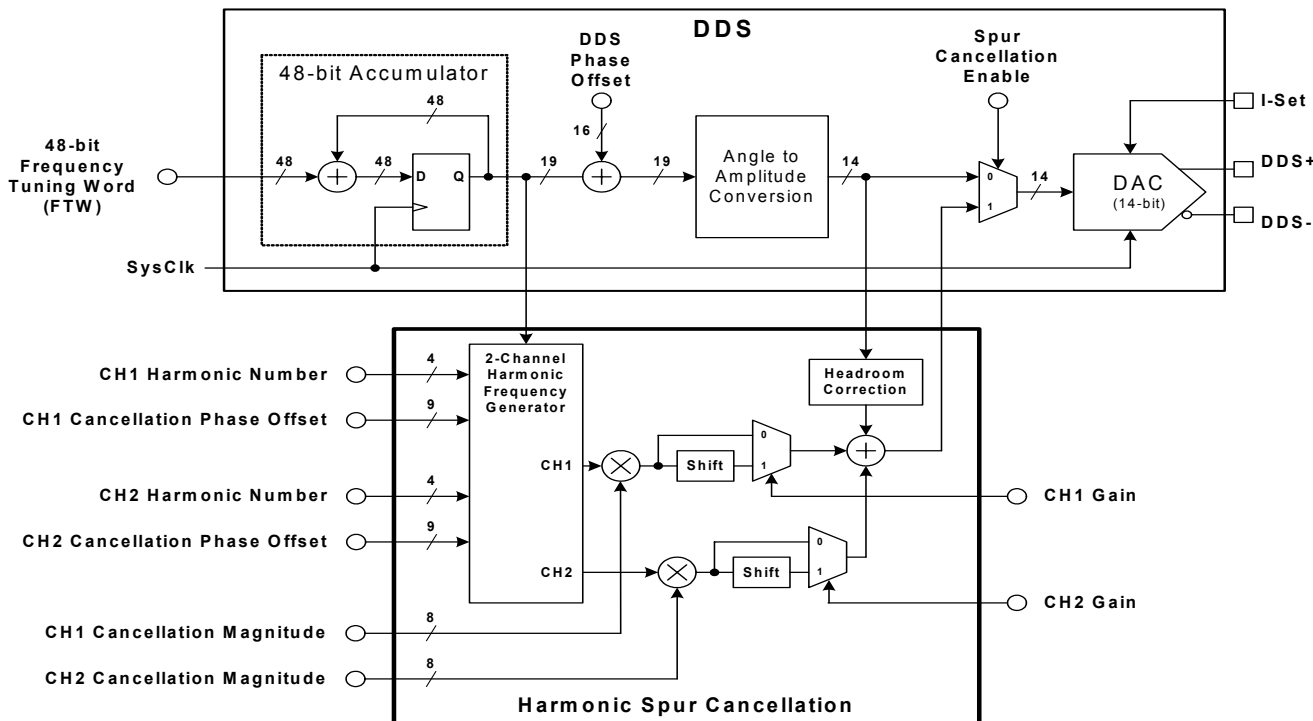 DDS
48-bit Accumulator
DDS
Phase
Offset
Spur
Cancellation
Enable
48-bit
Frequency
Tuning Word
(FTW)
48
48
48
D
Q
19
16
19
Angle to
Amplitude
Conversion
14
0
1
14
DAC
(14-bit)
I-Set
DDS+
DDS-
SysClk
CH1 Harmonic Number
4
CH1 Cancellation Phase Offset
9
CH2 Harmonic Number
4
CH2 Cancellation Phase Offset
9
CH1 Cancellation Magnitude
8
CH2 Cancellation Magnitude
8
2-Channel
Harmonic
Frequency
Generator
CH1
CH2
Shift
0
1
Shift
0
1
Headroom
Correction
CH1 Gain
CH2 Gain
Harmonic Spur Cancellation